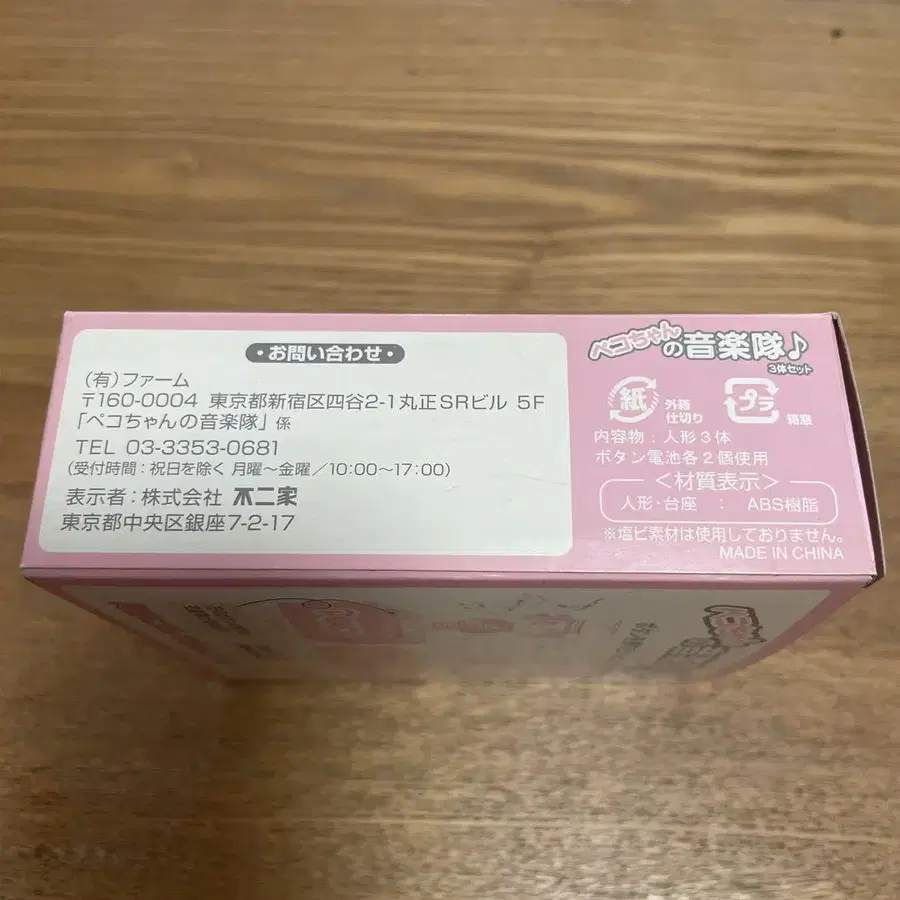 ・お問い合わせ・
(有)ファーム
〒160-0004 東京都新宿区四谷2-1丸正SRビル 5F
「ペコちゃんの音楽隊」係
TEL 03-3353-0681
(受付時間：祝日を除く 月曜～金曜／10:00～17:00)
表示者：株式会社 不二家
東京都中央区銀座7-2-17
ペコちゃんの音楽隊♪
3体セット
紙 外箱
仕切り
プラ 箱窓
内容物：人形3体
ボタン電池各2個使用
＜材質表示＞
人形・台座 ： ABS樹脂
※塩ビ素材は使用しておりません。
MADE IN CHINA